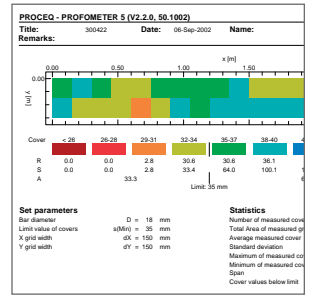 PROCEQ - PROFOMETER 5 (V2.2.0, 50.1002)
Title: 300422 Date: 06-Sep-2002 Name:
Remarks:
x [m]
0.00 0.50 1.00 1.50
0.00
y [m]
Cover < 26 26-28 29-31 32-34 35-37 38-40 4
R 0.0 0.0 2.8 30.6 30.6 36.1
S 0.0 0.0 2.8 33.4 64.0 100.1 1
A 33.3 6
Limit: 35 mm
Set parameters Statistics
Bar diameter D = 18 mm Number of measured cove
Limit value of covers s(Min) = 35 mm Total Area of measured gr
X grid width dX = 150 mm Average measured cover
Y grid width dY = 150 mm Standard deviation
Maximum of measured co
Minimum of measured cov
Span
Cover values below limit